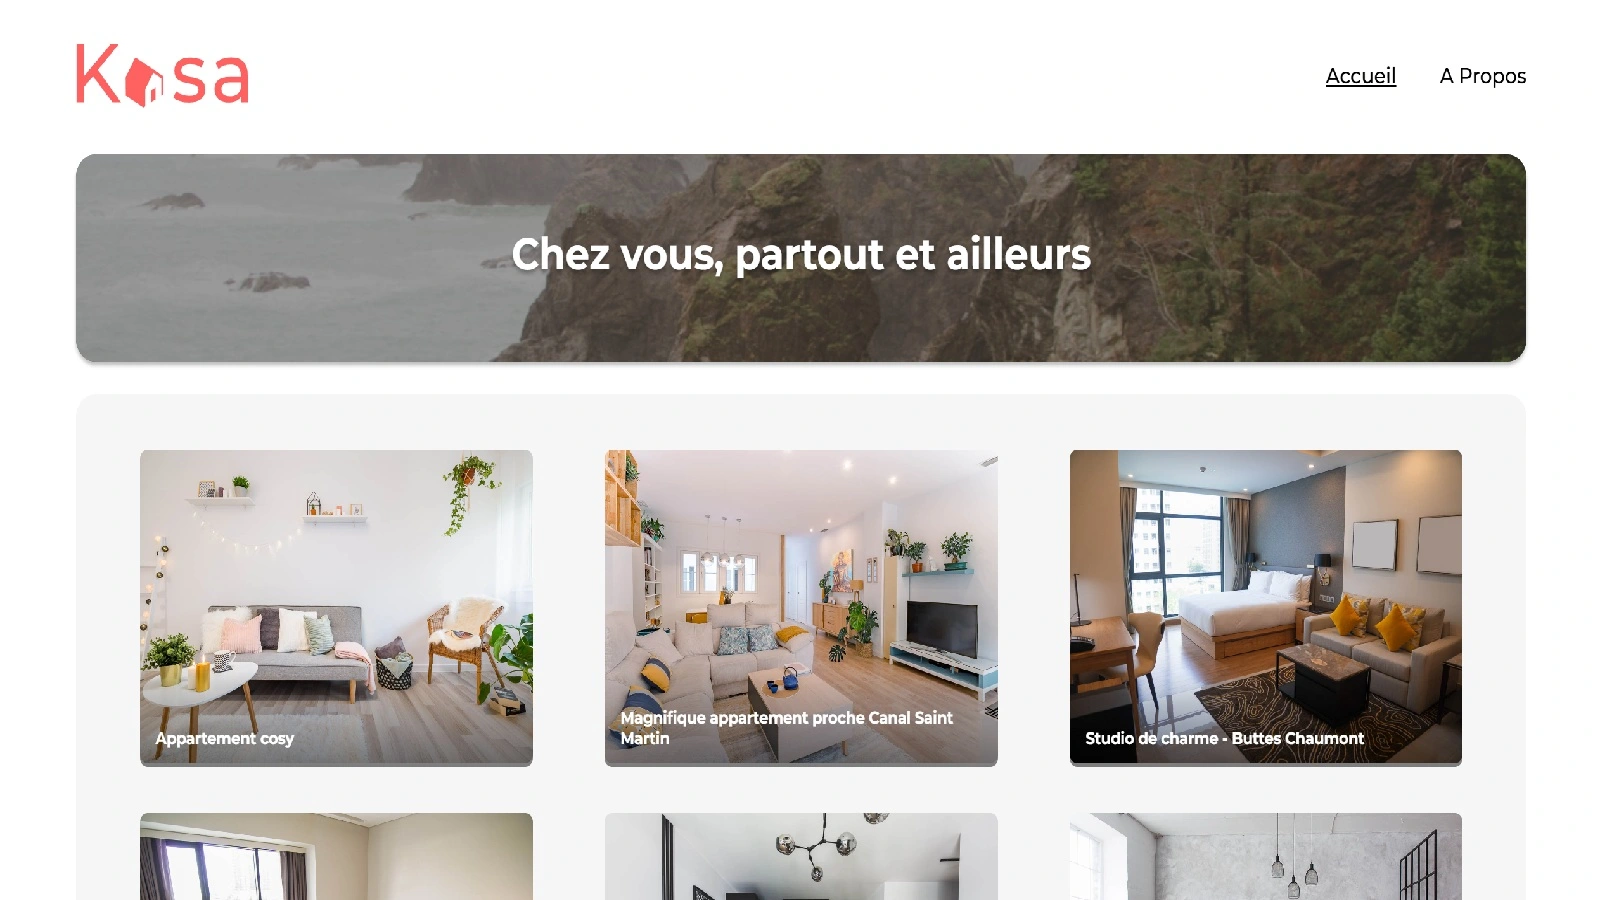 Kasa
Accueil
A Propos
Chez vous, partout et ailleurs
Appartement cosy
Magnifique appartement proche Canal Saint
Martin
Studio de charme - Buttes Chaumont